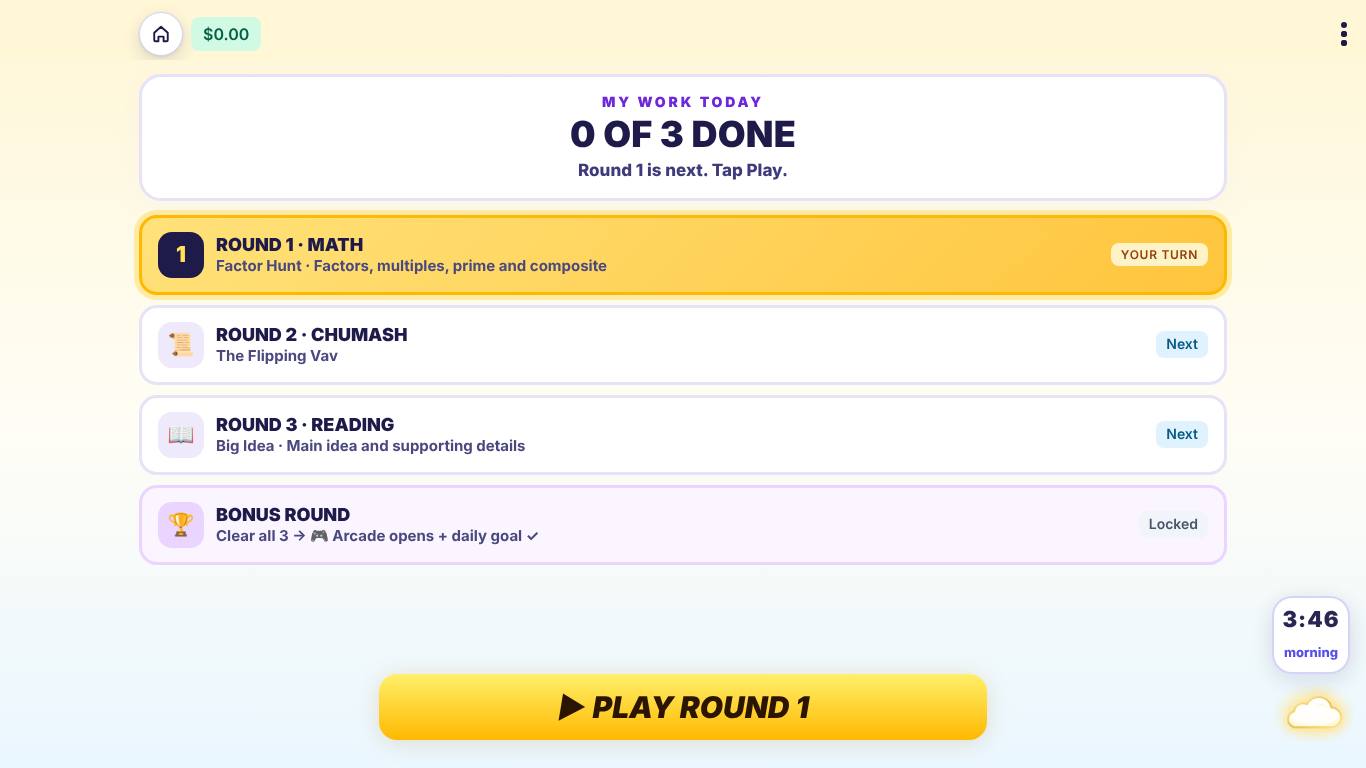 $0.00
MY WORK TODAY
0 OF 3 DONE
Round 1 is next. Tap Play.
1
ROUND 1 · MATH
Factor Hunt · Factors, multiples, prime and composite
YOUR TURN
ROUND 2 · CHUMASH
The Flipping Vav
Next
ROUND 3 · READING
Big Idea · Main idea and supporting details
Next
BONUS ROUND
Clear all 3 → 🎮 Arcade opens + daily goal ✓
Locked
3:46
morning
▶ PLAY ROUND 1